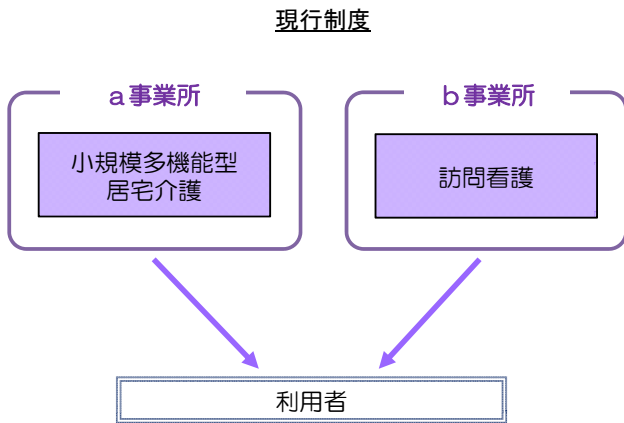 現行制度
a事業所
b事業所
小規模多機能型
居宅介護
訪問看護
利用者